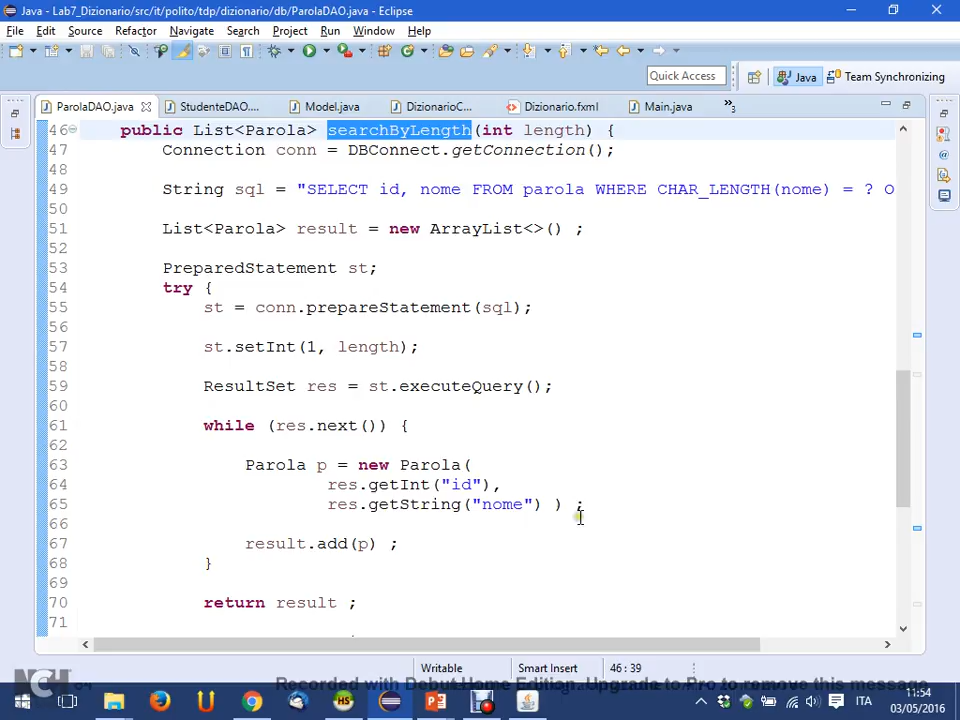 Java - Lab7_Dizionario/src/it/polito/tdp/dizionario/db/ParolaDAO.java - Eclipse
File Edit Source Refactor Navigate Search Project Run Window Help
Quick Access Java Team Synchronizing
ParolaDAO.java StudenteDAO.... Model.java DizionarioC... Dizionario.fxml Main.java »3
46 public List<Parola> searchByLength(int length) {
47 Connection conn = DBConnect.getConnection();
48
49 String sql = "SELECT id, nome FROM parola WHERE CHAR_LENGTH(nome) = ? O
50
51 List<Parola> result = new ArrayList<>() ;
52
53 PreparedStatement st;
54 try {
55 st = conn.prepareStatement(sql);
56
57 st.setInt(1, length);
58
59 ResultSet res = st.executeQuery();
60
61 while (res.next()) {
62
63 Parola p = new Parola(
64 res.getInt("id"),
65 res.getString("nome") ) ;
66
67 result.add(p) ;
68 }
69
70 return result ;
71
Writable Smart Insert 46 : 39
NCH Recorded with Debut Home Edition. Upgrade to Pro to remove this message
ITA
11:54
03/05/2016